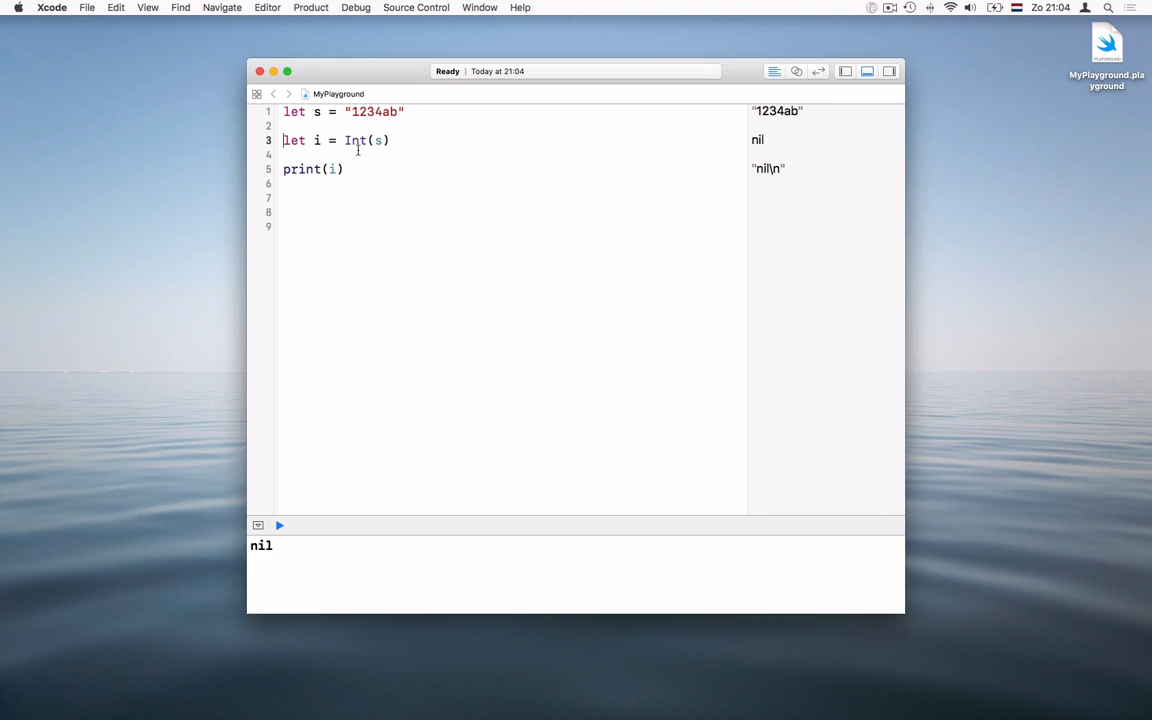 Xcode File Edit View Find Navigate Editor Product Debug Source Control Window Help Zo 21:04
MyPlayground.pla
yground
PLAYGROUND
Ready | Today at 21:04
MyPlayground
1 let s = "1234ab" "1234ab"
2
3 let i = Int(s) nil
4
5 print(i) "nil\n"
6
7
8
9
nil